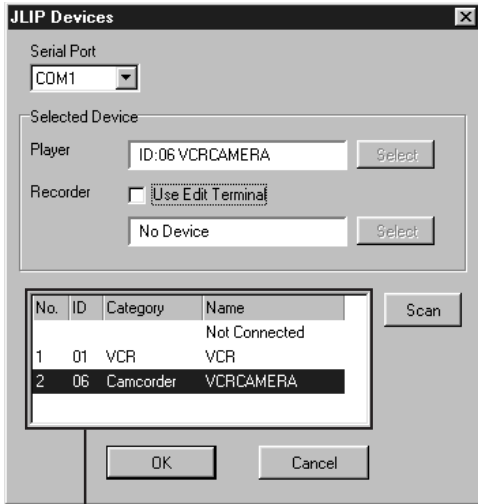 JLIP Devices
Serial Port
COM1
Selected Device
Player ID:06 VCRCAMERA Select
Recorder Use Edit Terminal
No Device Select
No. ID Category Name
Not Connected
1 01 VCR VCR
2 06 Camcorder VCRCAMERA
Scan
OK Cancel